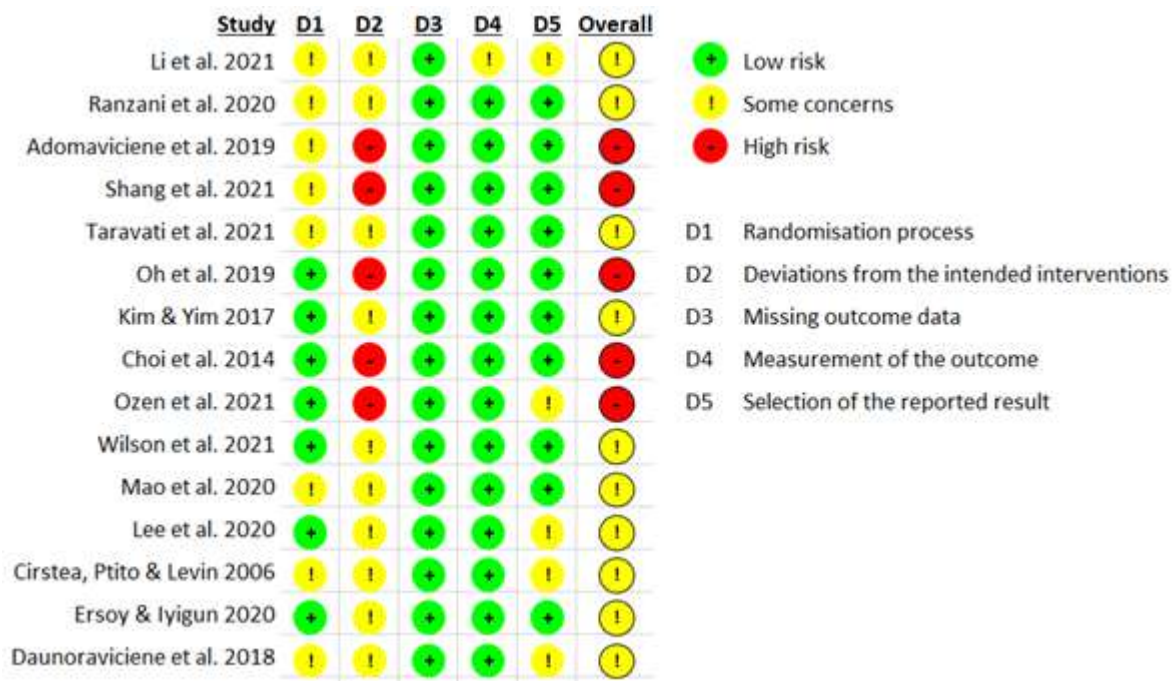 Study D1 D2 D3 D4 D5 Overall
Li et al. 2021 ! ! + ! ! !
Ranzani et al. 2020 ! ! + + + !
Adomaviciene et al. 2019 ! - + + + -
Shang et al. 2021 ! - + + + -
Taravati et al. 2021 ! ! + + + !
Oh et al. 2019 + - + + + -
Kim & Yim 2017 + ! + + + !
Choi et al. 2014 + - + + + -
Ozen et al. 2021 + - + + ! -
Wilson et al. 2021 + ! + + + !
Mao et al. 2020 ! ! + + + !
Lee et al. 2020 + ! + + ! !
Cirstea, Ptito & Levin 2006 ! ! + + ! !
Ersoy & Iyigun 2020 + ! + + + !
Daunoraviciene et al. 2018 ! ! + + ! !
+ Low risk
! Some concerns
- High risk
D1 Randomisation process
D2 Deviations from the intended interventions
D3 Missing outcome data
D4 Measurement of the outcome
D5 Selection of the reported result